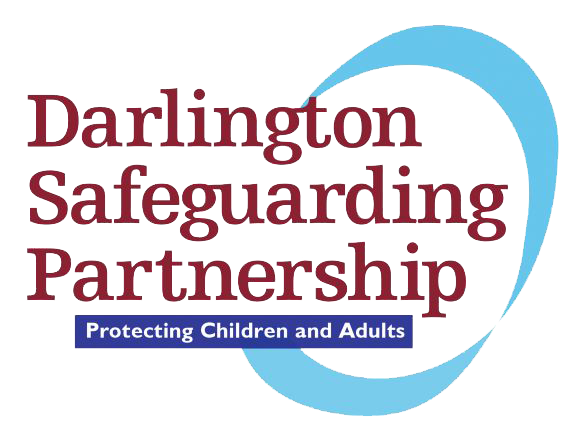 Darlington
Safeguarding
Partnership
Protecting Children and Adults